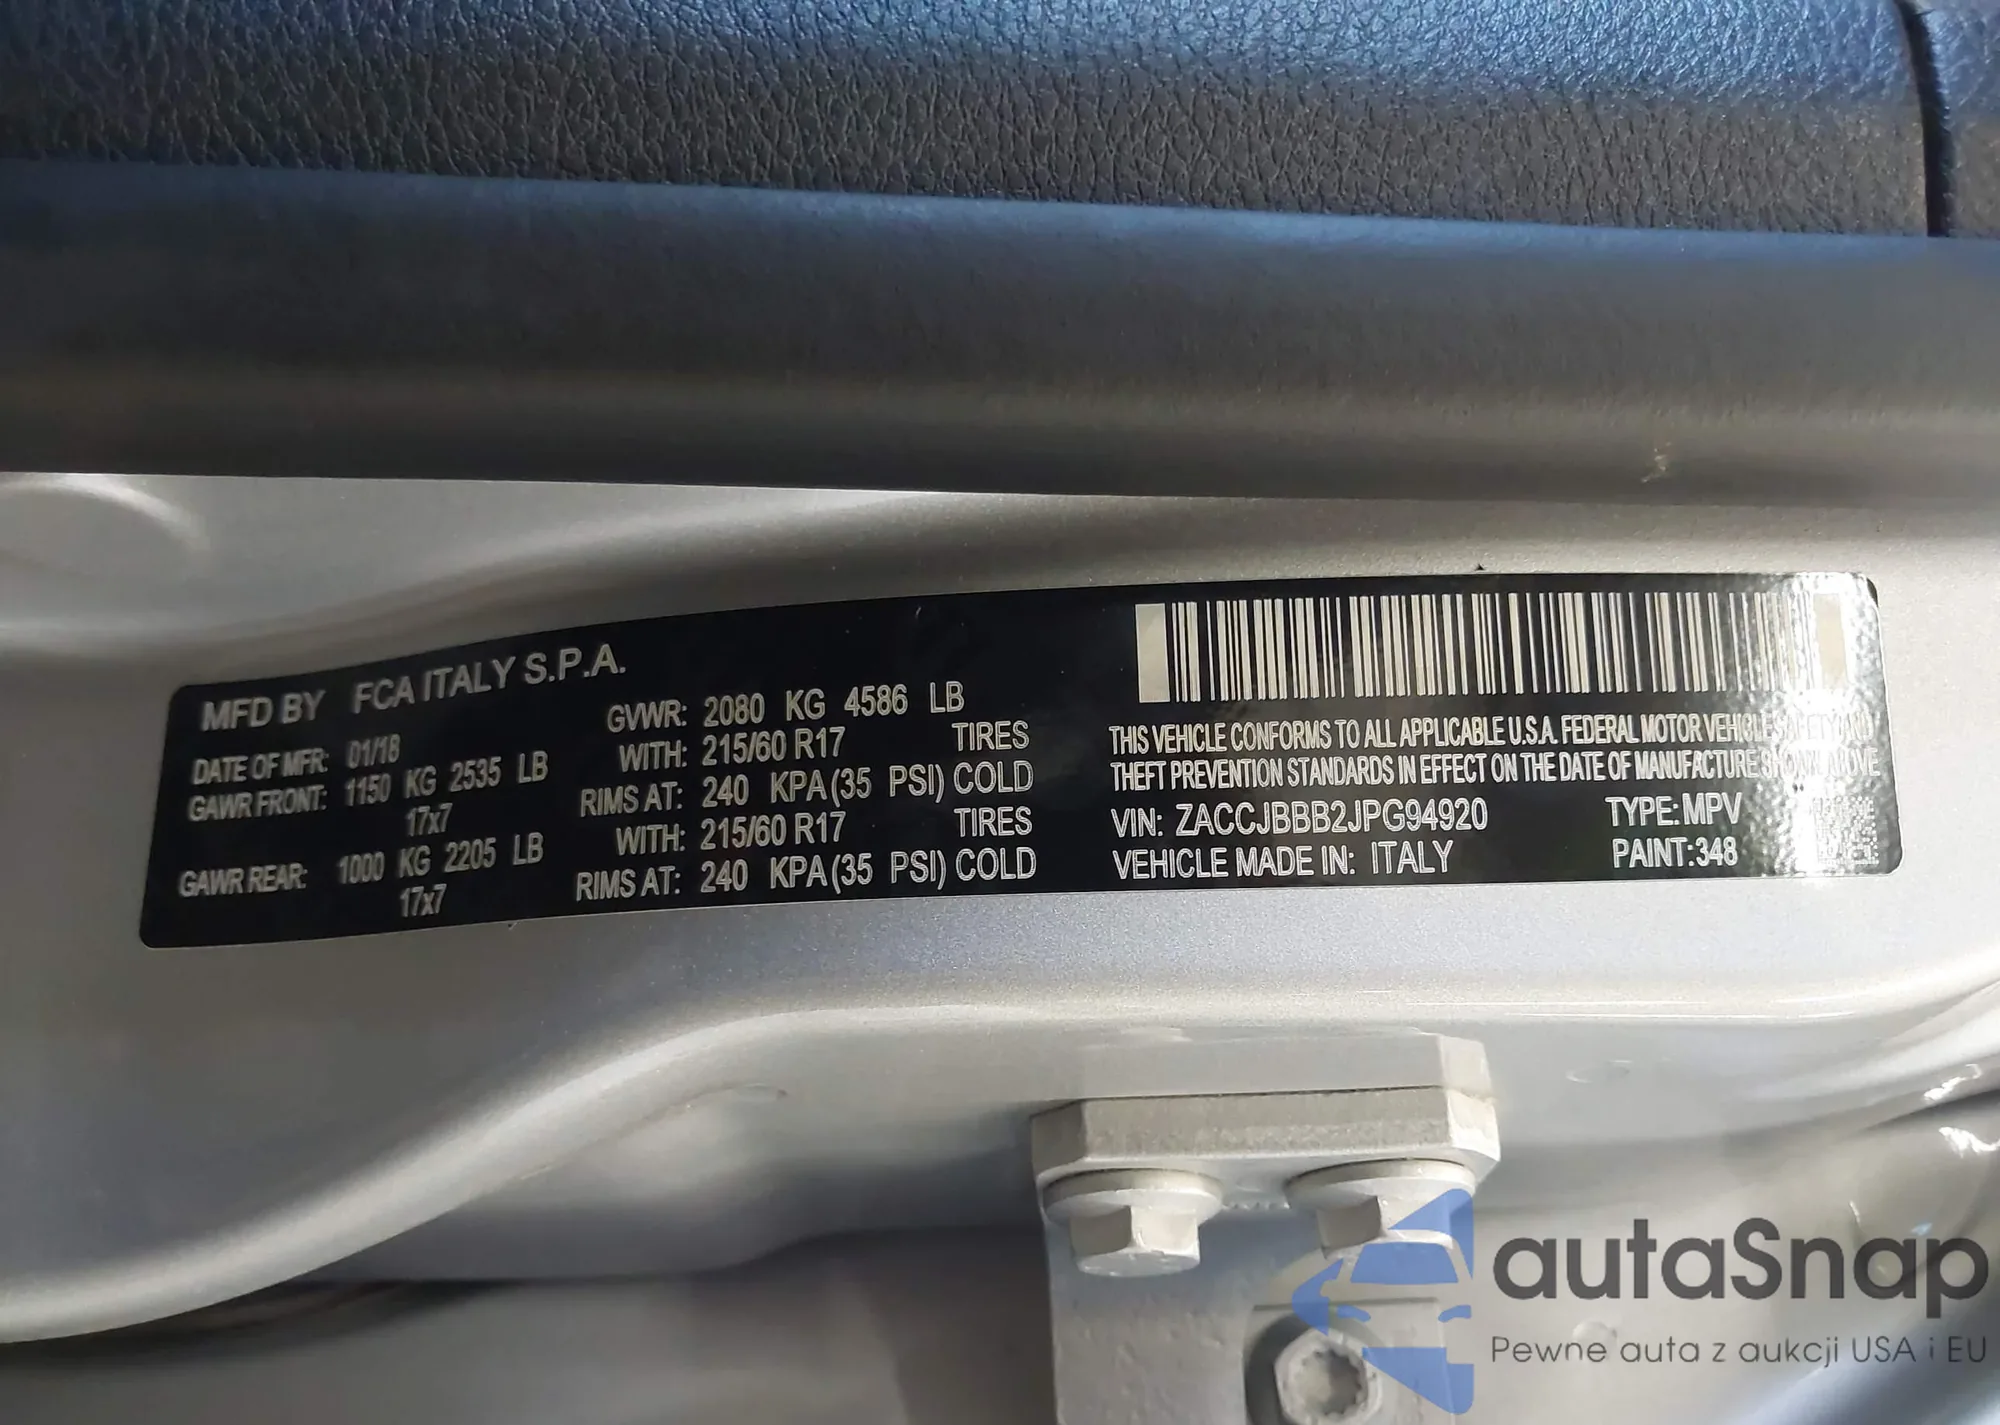 MFD BY FCA ITALY S.P.A.
DATE OF MFR: 01/18 GVWR: 2080 KG 4586 LB
GAWR FRONT: 1150 KG 2535 LB WITH: 215/60 R17 TIRES
17x7 RIMS AT: 240 KPA (35 PSI) COLD
GAWR REAR: 1000 KG 2205 LB WITH: 215/60 R17 TIRES
17x7 RIMS AT: 240 KPA (35 PSI) COLD
THIS VEHICLE CONFORMS TO ALL APPLICABLE U.S.A. FEDERAL MOTOR VEHICLE SAFETY AND
THEFT PREVENTION STANDARDS IN EFFECT ON THE DATE OF MANUFACTURE SHOWN ABOVE
VIN: ZACCJBBB2JPG94920 TYPE: MPV
VEHICLE MADE IN: ITALY PAINT: 348
autaSnap
Pewne auta z aukcji USA i EU